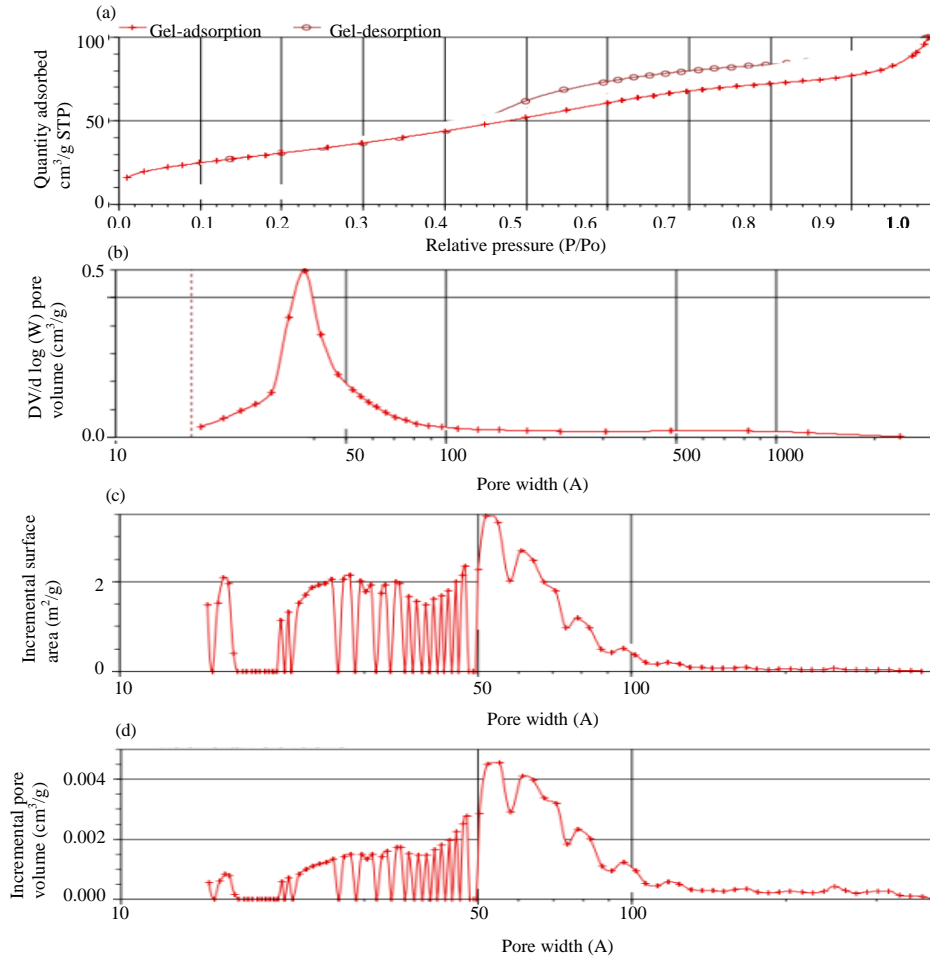 (a)
Gel-adsorption Gel-desorption
100
50
0
Quantity adsorbed
cm³/g STP)
0.0 0.1 0.2 0.3 0.4 0.5 0.6 0.7 0.8 0.9 1.0
Relative pressure (P/Po)
(b)
0.5
0.0
DV/d log (W) pore
volume (cm³/g)
10 50 100 500 1000
Pore width (A)
(c)
2
0
Incremental surface
area (m²/g)
10 50 100
Pore width (A)
(d)
0.004
0.002
0.000
Incremental pore
volume (cm³/g)
10 50 100
Pore width (A)